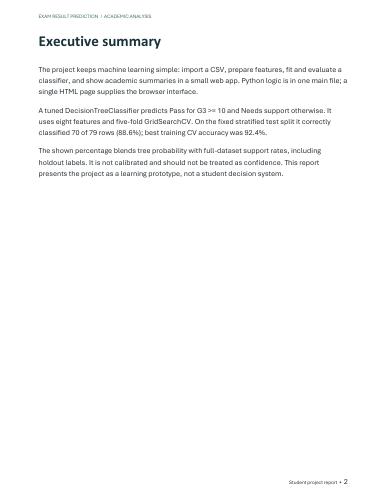 EXAM RESULT PREDICTION | ACADEMIC ANALYSIS
Executive summary
The project keeps machine learning simple: import a CSV, prepare features, fit and evaluate a
classifier, and show academic summaries in a small web app. Python logic is in one main file; a
single HTML page supplies the browser interface.
A tuned DecisionTreeClassifier predicts Pass for G3 >= 10 and Needs support otherwise. It
uses eight features and five-fold GridSearchCV. On the fixed stratified test split it correctly
classified 70 of 79 rows (88.6%); best training CV accuracy was 92.4%.
The shown percentage blends tree probability with full-dataset support rates, including
holdout labels. It is not calibrated and should not be treated as confidence. This report
presents the project as a learning prototype, not a student decision system.
Student project report • 2